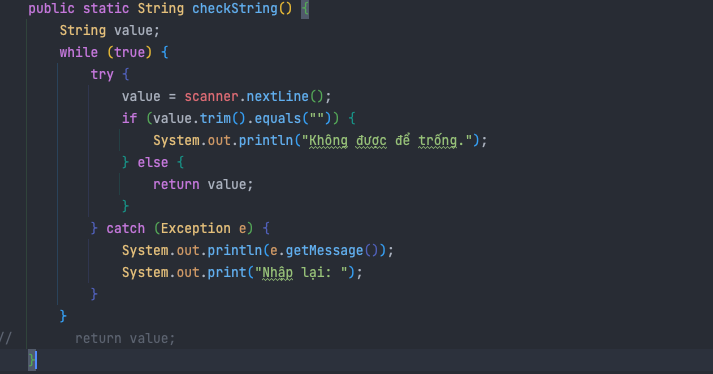 public static String checkString() {
String value;
while (true) {
try {
value = scanner.nextLine();
if (value.trim().equals("")) {
System.out.println("Không được để trống.");
} else {
return value;
}
} catch (Exception e) {
System.out.println(e.getMessage());
System.out.print("Nhập lại: ");
}
}
// return value;
}